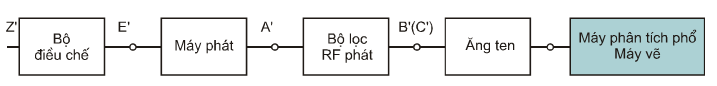 Z'
Bộ
điều chế
E'
Máy phát
A'
Bộ lọc
RF phát
B'(C')
Ăng ten
Máy phân tích phổ
Máy vẽ